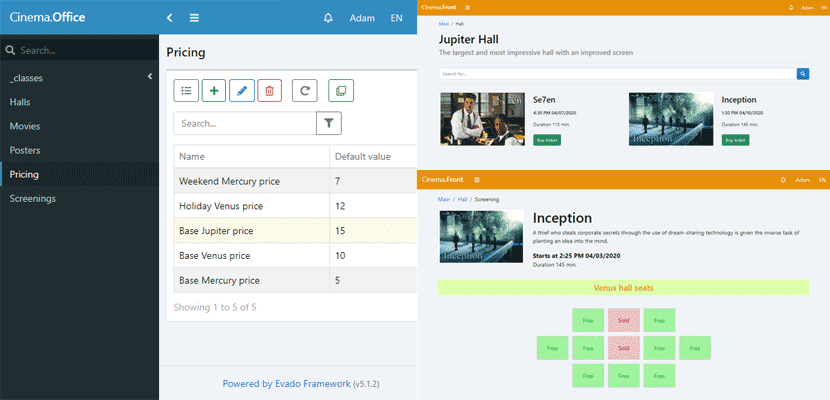 Cinema.Office
Adam EN
Search...
_classes
Halls
Movies
Posters
Pricing
Screenings
Pricing
Search...
Name Default value
Weekend Mercury price 7
Holiday Venus price 12
Base Jupiter price 15
Base Venus price 10
Base Mercury price 5
Showing 1 to 5 of 5
Powered by Evado Framework (v5.1.2)
Cinema.Front Adam EN
Main / Hall
Jupiter Hall
The largest and most impressive hall with an improved screen
Search No...
Se7en
4:30 PM 04/07/2020
Duration 115 min.
Buy ticket
Inception
Inception
1:30 PM 04/10/2020
Duration 145 min.
Buy ticket
Cinema.Front Adam EN
Main / Hall / Screening
Inception
Inception
A thief who steals corporate secrets through the use of dream-sharing technology is given the inverse task of
planting an idea into the mind.
Starts at 2:25 PM 04/03/2020
Duration 145 min.
Venus hall seats
Free Sold Free
Free Free Sold Free Free
Free Free Free